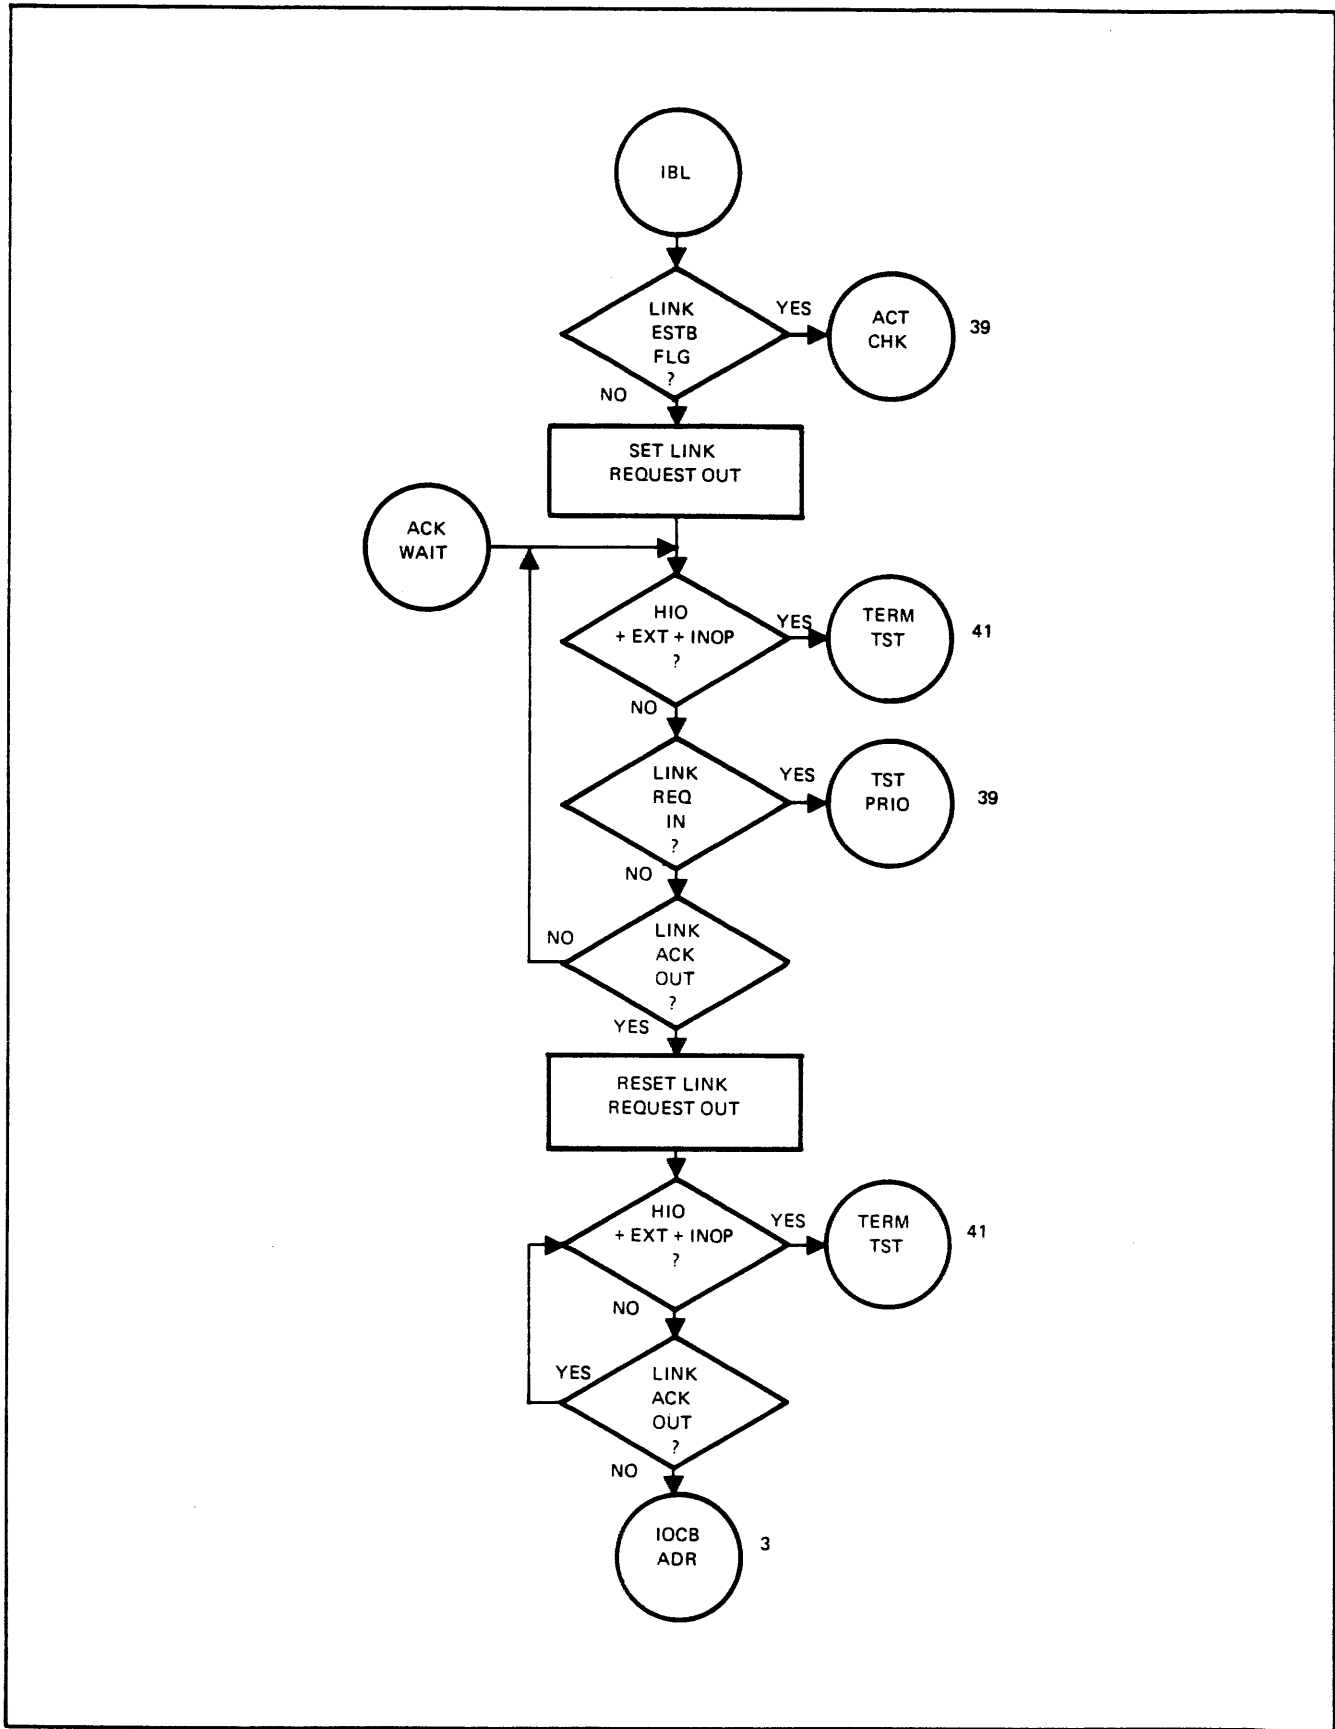 IBL
LINK
ESTB
FLG
?
YES
ACT
CHK
39
NO
SET LINK
REQUEST OUT
ACK
WAIT
HIO
+ EXT + INOP
?
YES
TERM
TST
41
NO
LINK
REQ
IN
?
YES
TST
PRIO
39
NO
LINK
ACK
OUT
?
NO
YES
RESET LINK
REQUEST OUT
HIO
+ EXT + INOP
?
YES
TERM
TST
41
NO
LINK
ACK
OUT
?
YES
NO
IOCB
ADR
3